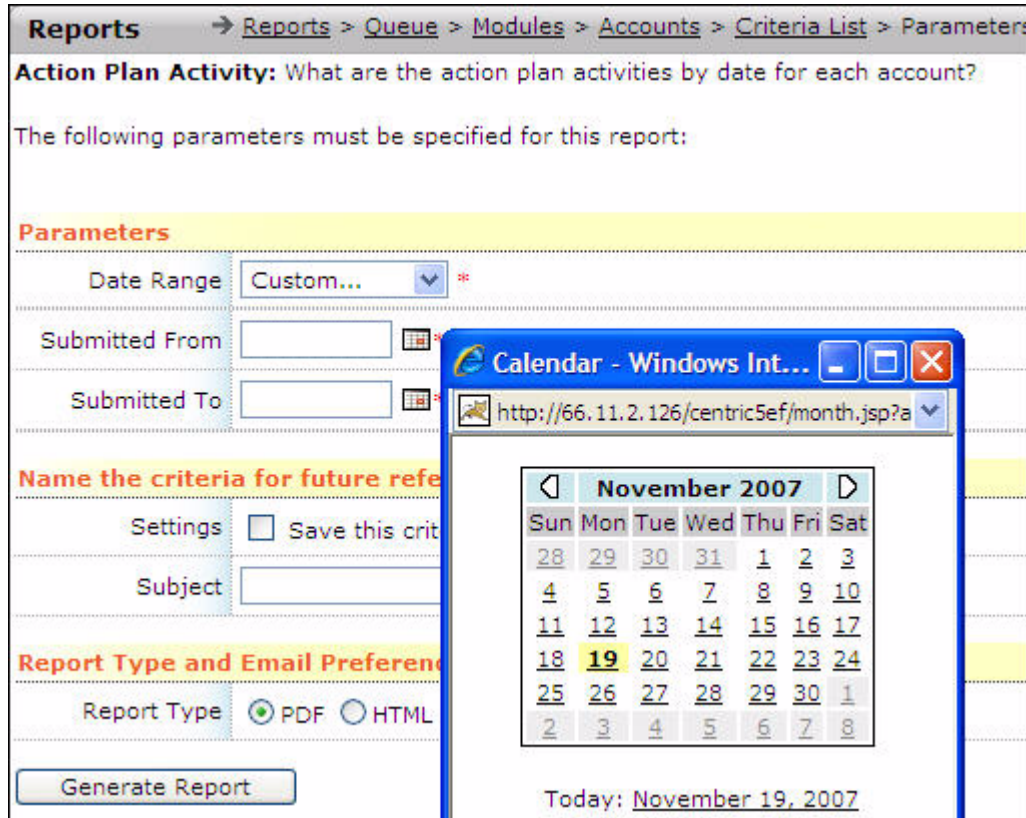 Reports → Reports > Queue > Modules > Accounts > Criteria List > Parameters
Action Plan Activity: What are the action plan activities by date for each account?
The following parameters must be specified for this report:
Parameters
Date Range Custom... *
Submitted From *
Submitted To *
Name the criteria for future refe
Settings Save this crit
Subject
Report Type and Email Preferenc
Report Type PDF HTML
Generate Report
Calendar - Windows Int...
http://66.11.2.126/centric5ef/month.jsp?a
November 2007
Sun Mon Tue Wed Thu Fri Sat
28 29 30 31 1 2 3
4 5 6 7 8 9 10
11 12 13 14 15 16 17
18 19 20 21 22 23 24
25 26 27 28 29 30 1
2 3 4 5 6 7 8
Today: November 19, 2007